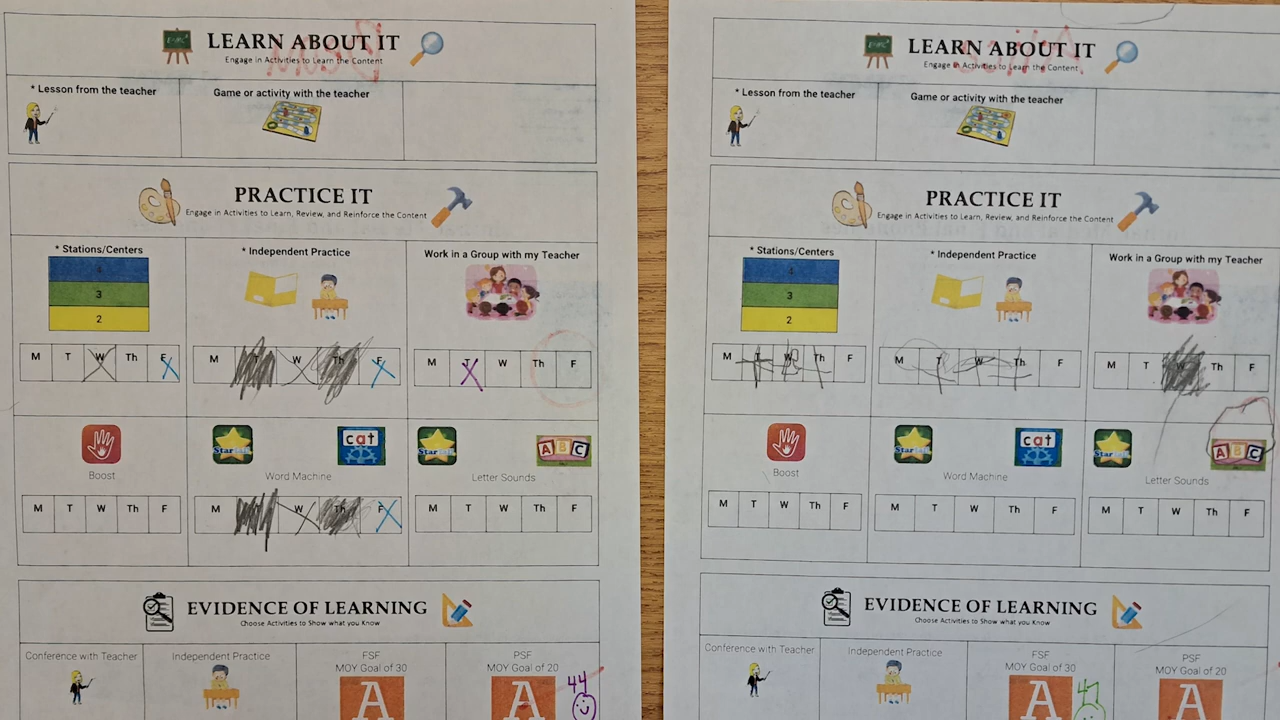 LEARN ABOUT IT
Engage in Activities to Learn the Content
* Lesson from the teacher
Game or activity with the teacher
PRACTICE IT
Engage in Activities to Learn, Review, and Reinforce the Content
* Stations/Centers
* Independent Practice
Work in a Group with my Teacher
4
3
2
M T W Th F
M T W Th F
M T W Th F
Starfall
cat
Starfall
ABC
Boost
Word Machine
Letter Sounds
M T W Th F
M T W Th F
M T W Th F
EVIDENCE OF LEARNING
Choose Activities to Show what you Know
Conference with Teacher
Independent Practice
FSF
MOY Goal of 30
PSF
MOY Goal of 20
A
A
44
LEARN ABOUT IT
Engage in Activities to Learn the Content
* Lesson from the teacher
Game or activity with the teacher
PRACTICE IT
Engage in Activities to Learn, Review, and Reinforce the Content
* Stations/Centers
* Independent Practice
Work in a Group with my Teacher
4
3
2
M T W Th F
M T W Th F
M T W Th F
Starfall
cat
Starfall
ABC
Boost
Word Machine
Letter Sounds
M T W Th F
M T W Th F
M T W Th F
EVIDENCE OF LEARNING
Choose Activities to Show what you Know
Conference with Teacher
Independent Practice
FSF
MOY Goal of 30
PSF
MOY Goal of 20
A
47
A